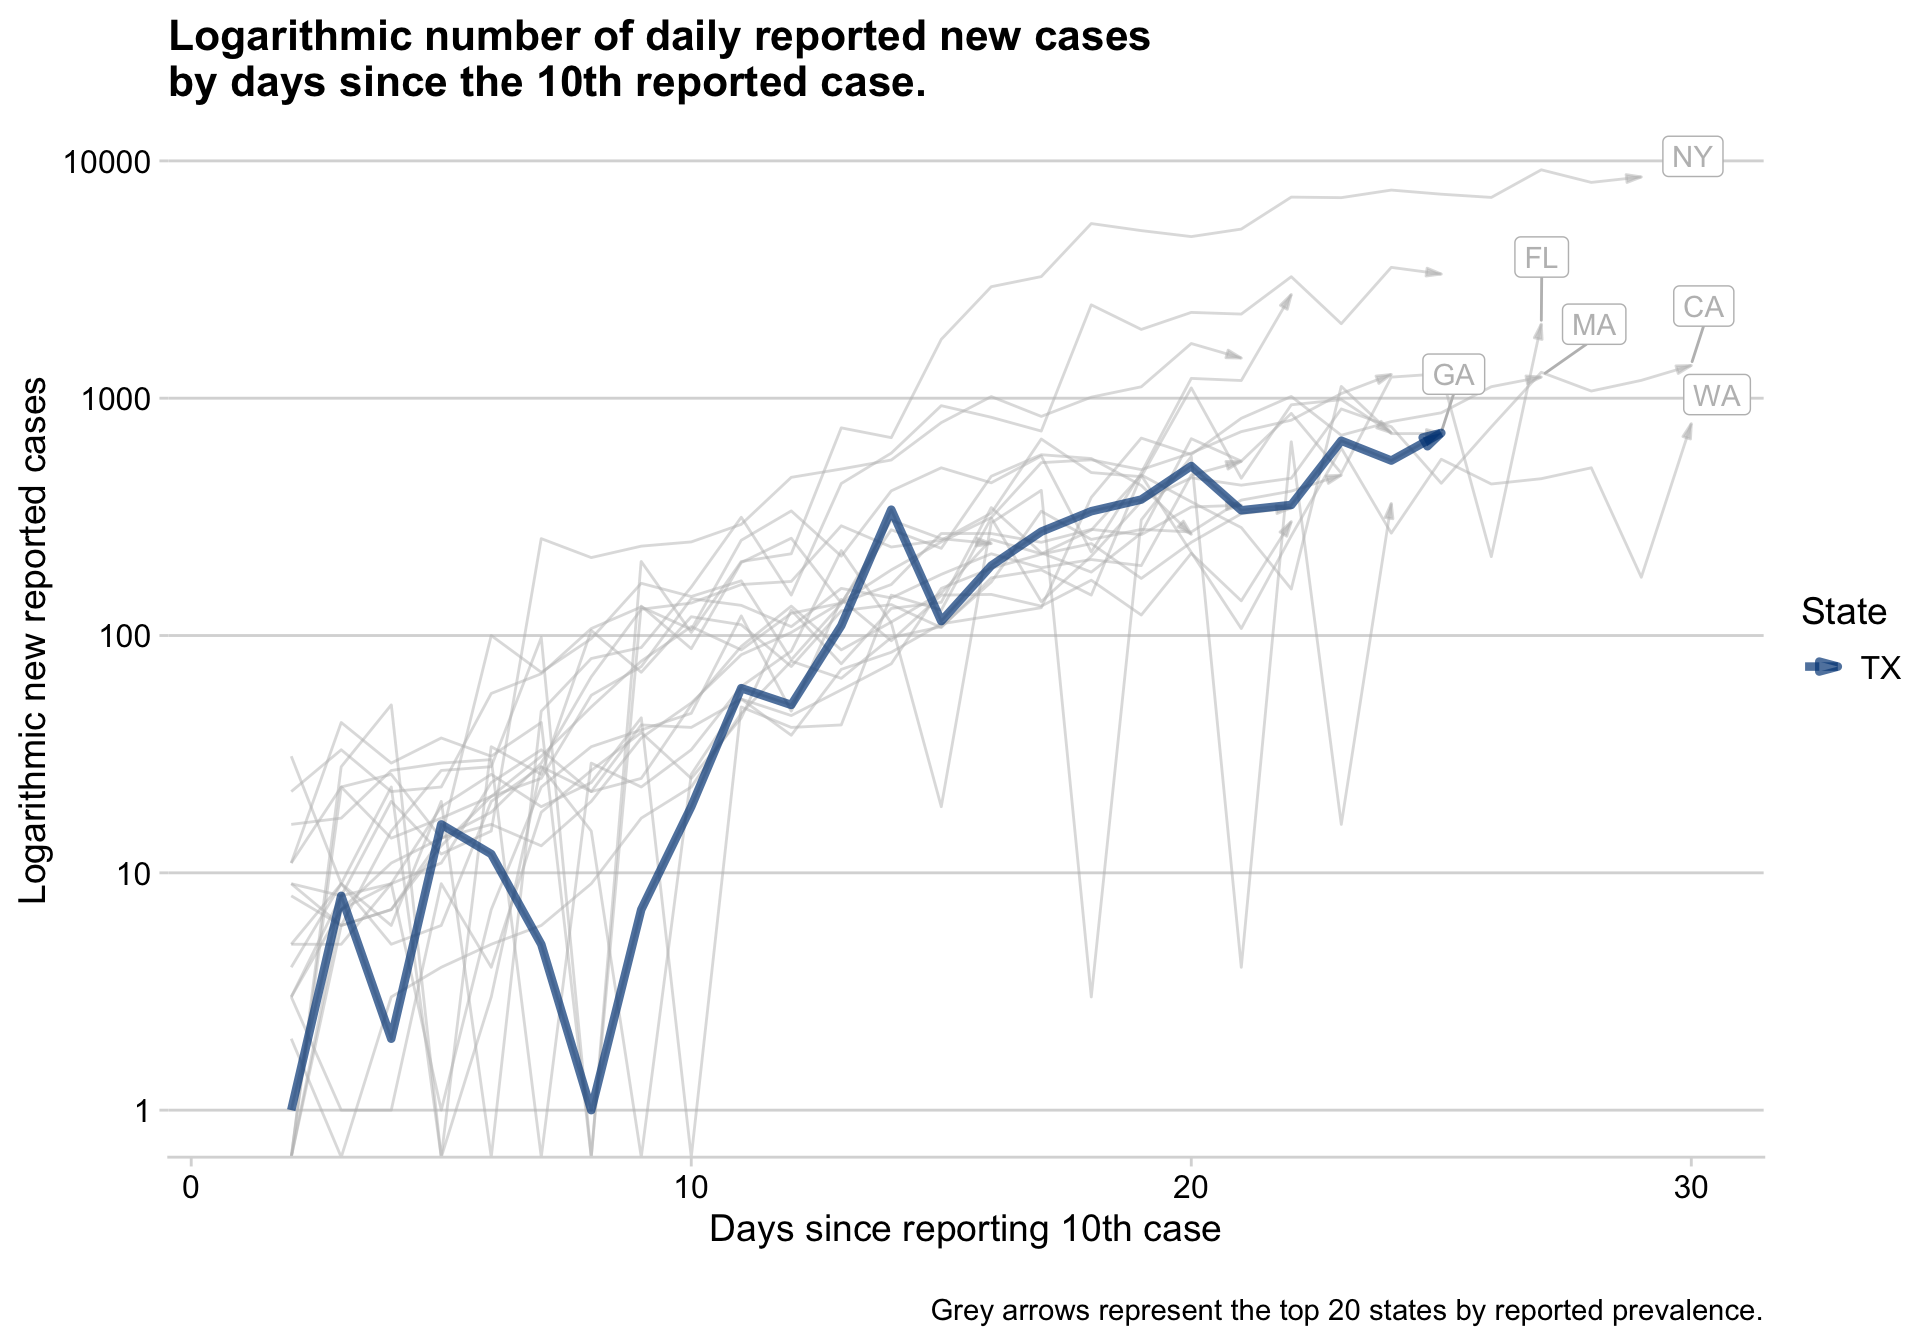 Logarithmic number of daily reported new cases
by days since the 10th reported case.
Logarithmic new reported cases
10000
1000
100
10
1
NY
FL
CA
MA
GA
WA
State
TX
0
10
20
30
Days since reporting 10th case
Grey arrows represent the top 20 states by reported prevalence.